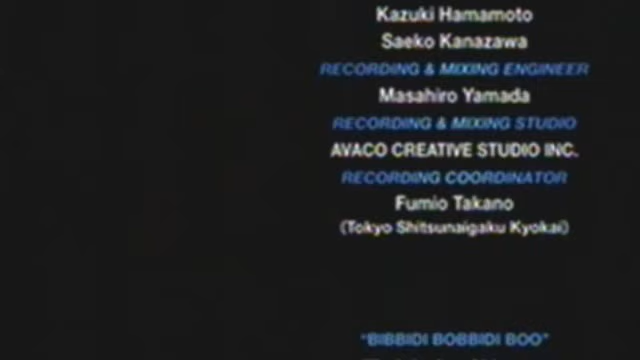 Kazuki Hamamoto
Saeko Kanazawa
RECORDING & MIXING ENGINEER
Masahiro Yamada
RECORDING & MIXING STUDIO
AVACO CREATIVE STUDIO INC.
RECORDING COORDINATOR
Fumio Takano
(Tokyo Shitsunaigaku Kyokai)
"BIBBIDI BOBBIDI BOO"